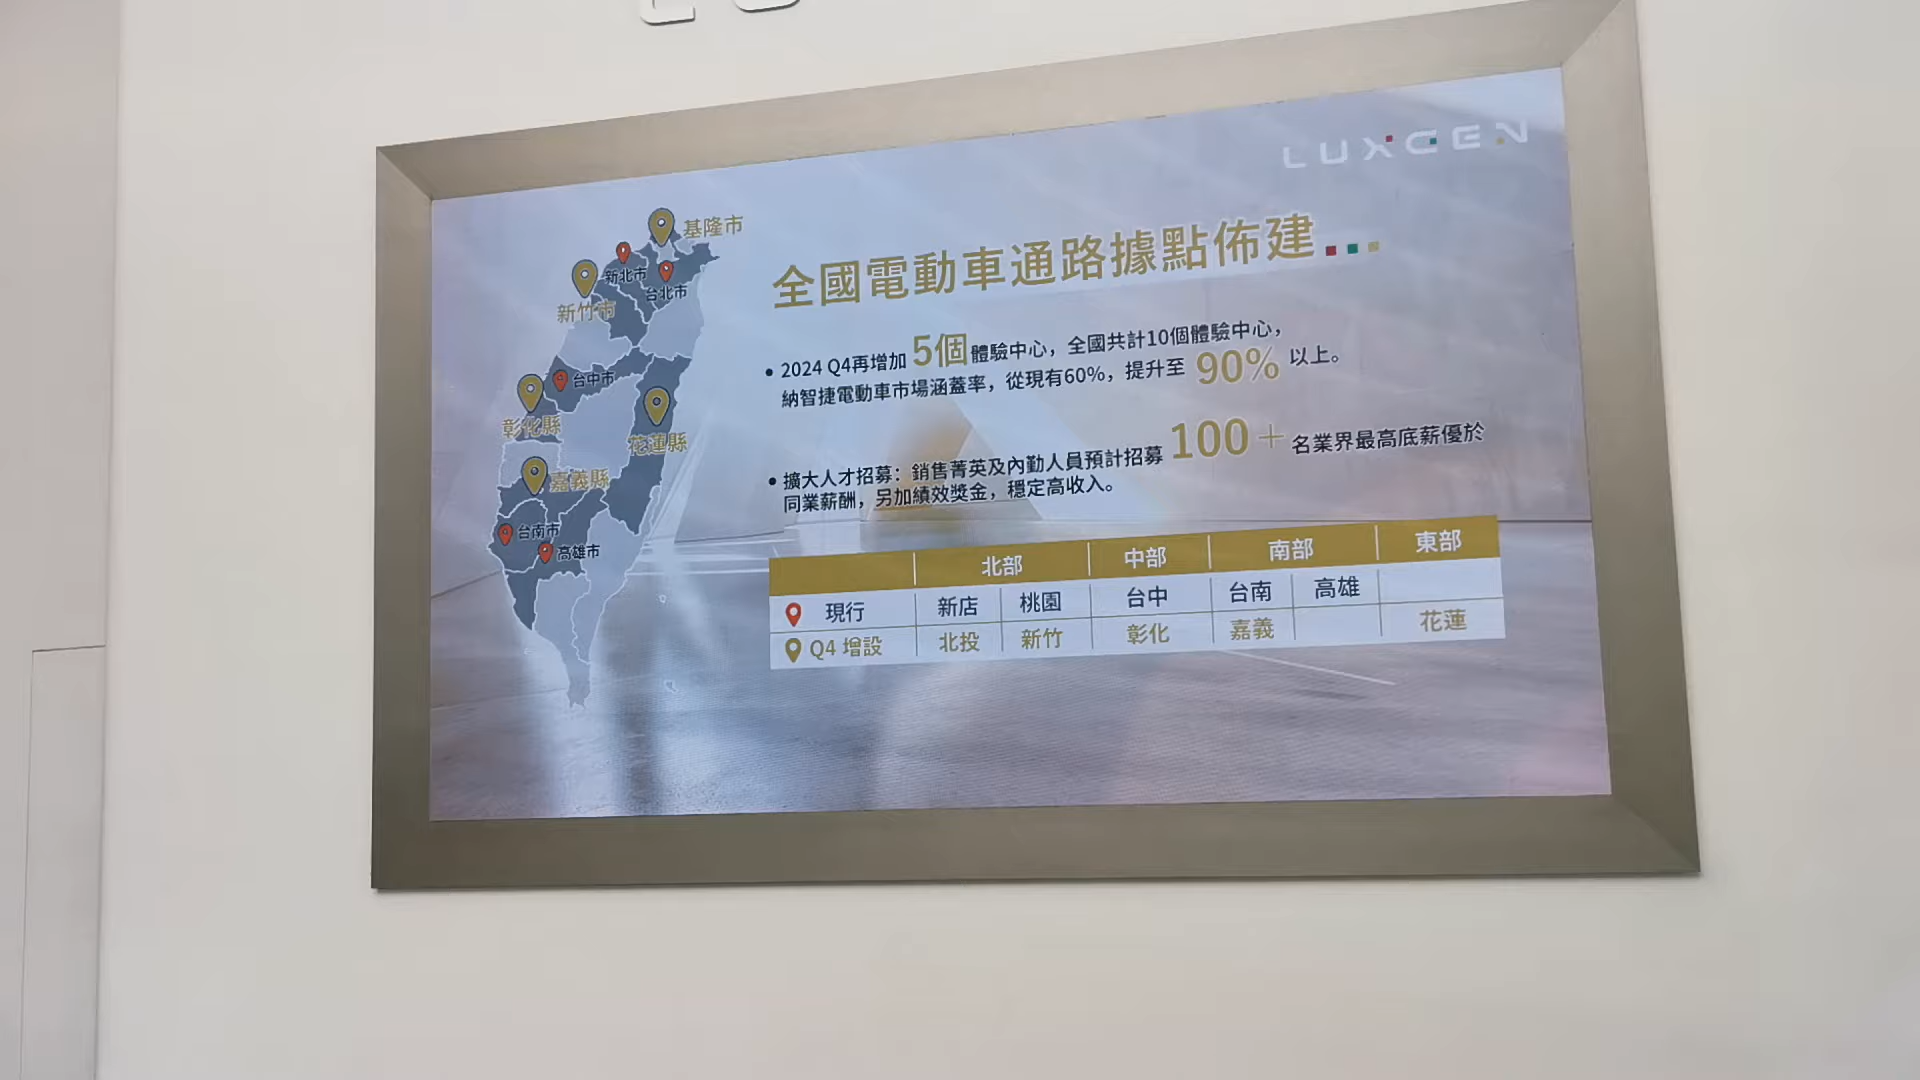 LUXGEN
全國電動車通路據點佈建...
• 2024 Q4再增加 5個 體驗中心，全國共計10個體驗中心，
納智捷電動車市場涵蓋率，從現有60%，提升至 90% 以上。
• 擴大人才招募：銷售菁英及內勤人員預計招募 100＋ 名業界最高底薪優於
同業薪酬，另加績效獎金，穩定高收入。
北部 中部 南部 東部
現行 新店 桃園 台中 台南 高雄
Q4 增設 北投 新竹 彰化 嘉義 花蓮
基隆市
新北市
台北市
新竹市
台中市
彰化縣
花蓮縣
嘉義縣
台南市
高雄市